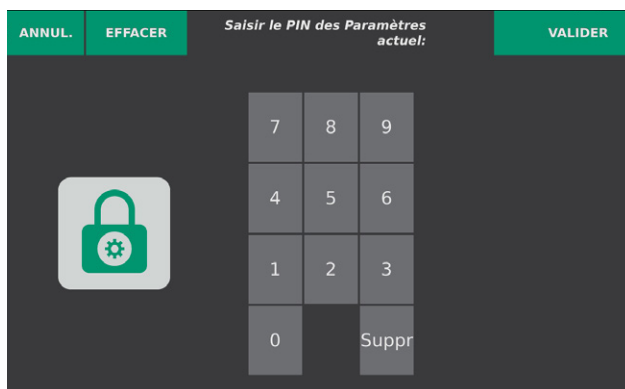 ANNUL.
EFFACER
Saisir le PIN des Paramètres
actuel:
VALIDER
7 8 9
4 5 6
1 2 3
0 Suppr